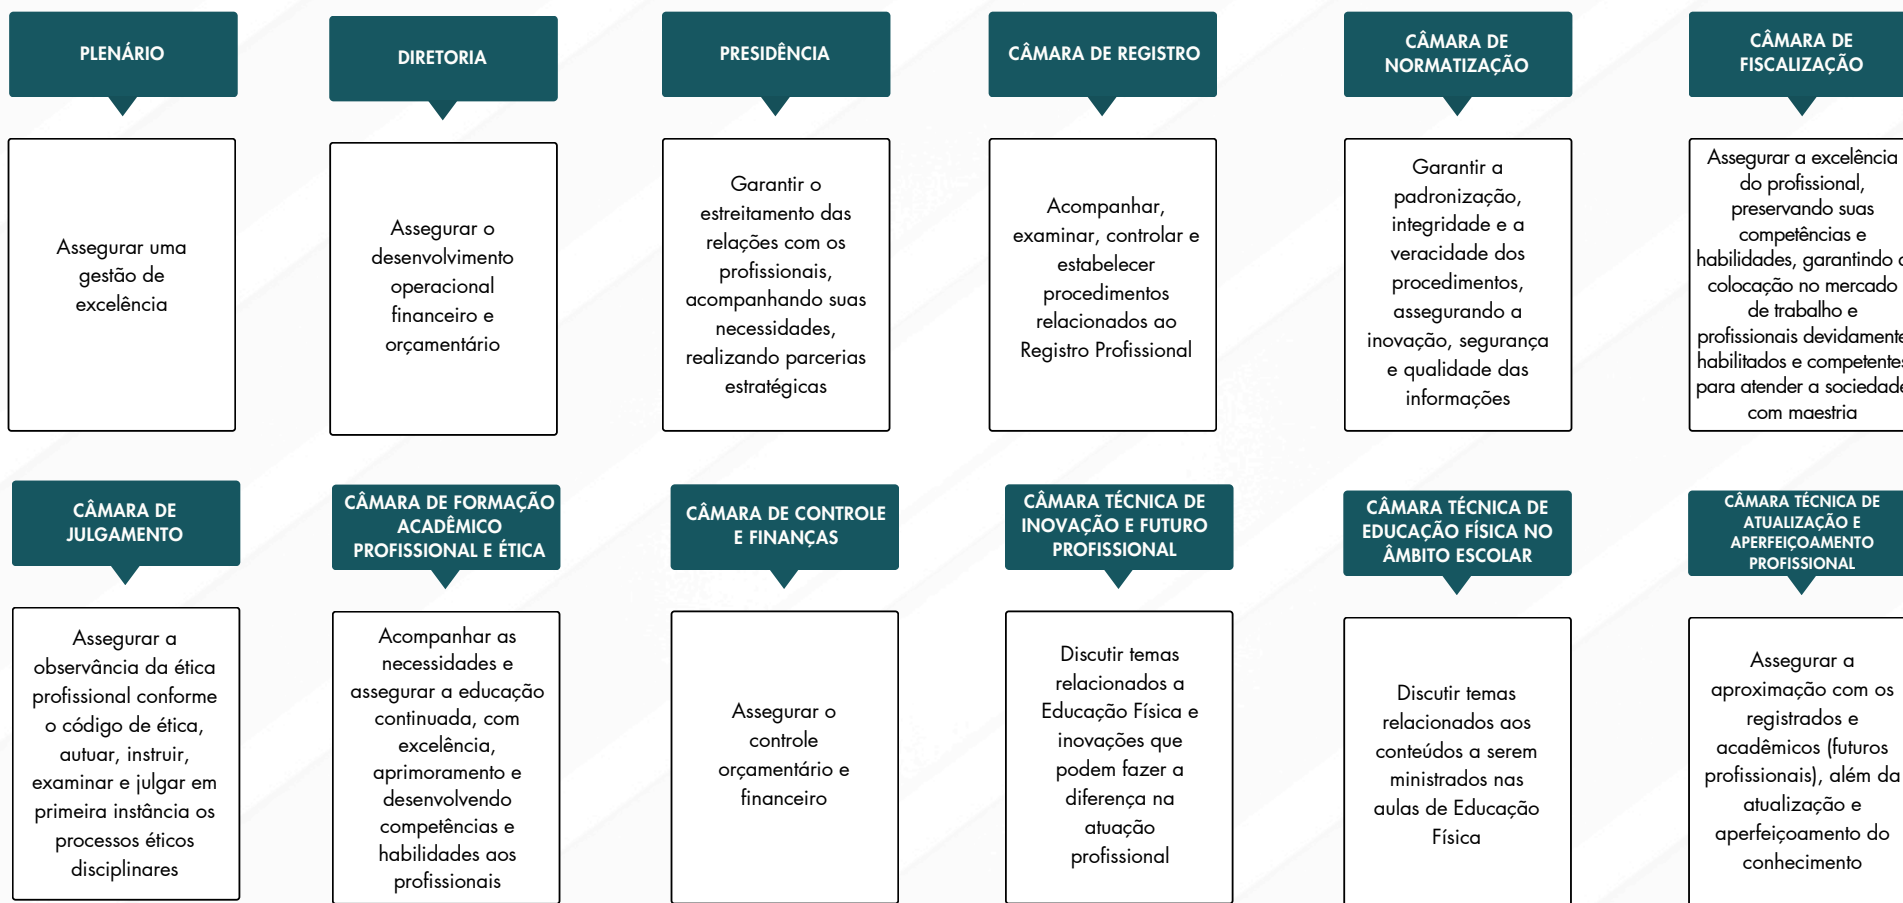 PLENÁRIO
Assegurar uma
gestão de
excelência
DIRETORIA
Assegurar o
desenvolvimento
operacional
financeiro e
orçamentário
PRESIDÊNCIA
Garantir o
estreitamento das
relações com os
profissionais,
acompanhando suas
necessidades,
realizando parcerias
estratégicas
CÂMARA DE REGISTRO
Acompanhar,
examinar, controlar e
estabelecer
procedimentos
relacionados ao
Registro Profissional
CÂMARA DE
NORMATIZAÇÃO
Garantir a
padronização,
integridade e a
veracidade dos
procedimentos,
assegurando a
inovação, segurança
e qualidade das
informações
CÂMARA DE
FISCALIZAÇÃO
Assegurar a excelência
do profissional,
preservando suas
competências e
habilidades, garantindo
colocação no mercado
de trabalho e
profissionais devidamente
habilitados e competentes
para atender a sociedade
com maestria
CÂMARA DE
JULGAMENTO
Assegurar a
observância da ética
profissional conforme
o código de ética,
autuar, instruir,
examinar e julgar em
primeira instância os
processos éticos
disciplinares
CÂMARA DE FORMAÇÃO
ACADÊMICO
PROFISSIONAL E ÉTICA
Acompanhar as
necessidades e
assegurar a educação
continuada, com
excelência,
aprimoramento e
desenvolvendo
competências e
habilidades aos
profissionais
CÂMARA DE CONTROLE
E FINANÇAS
Assegurar o
controle
orçamentário e
financeiro
CÂMARA TÉCNICA DE
INOVAÇÃO E FUTURO
PROFISSIONAL
Discutir temas
relacionados a
Educação Física e
inovações que
podem fazer a
diferença na
atuação
profissional
CÂMARA TÉCNICA DE
EDUCAÇÃO FÍSICA NO
ÂMBITO ESCOLAR
Discutir temas
relacionados aos
conteúdos a serem
ministrados nas
aulas de Educação
Física
CÂMARA TÉCNICA DE
ATUALIZAÇÃO E
APERFEIÇOAMENTO
PROFISSIONAL
Assegurar a
aproximação com os
registrados e
acadêmicos (futuros
profissionais), além da
atualização e
aperfeiçoamento do
conhecimento